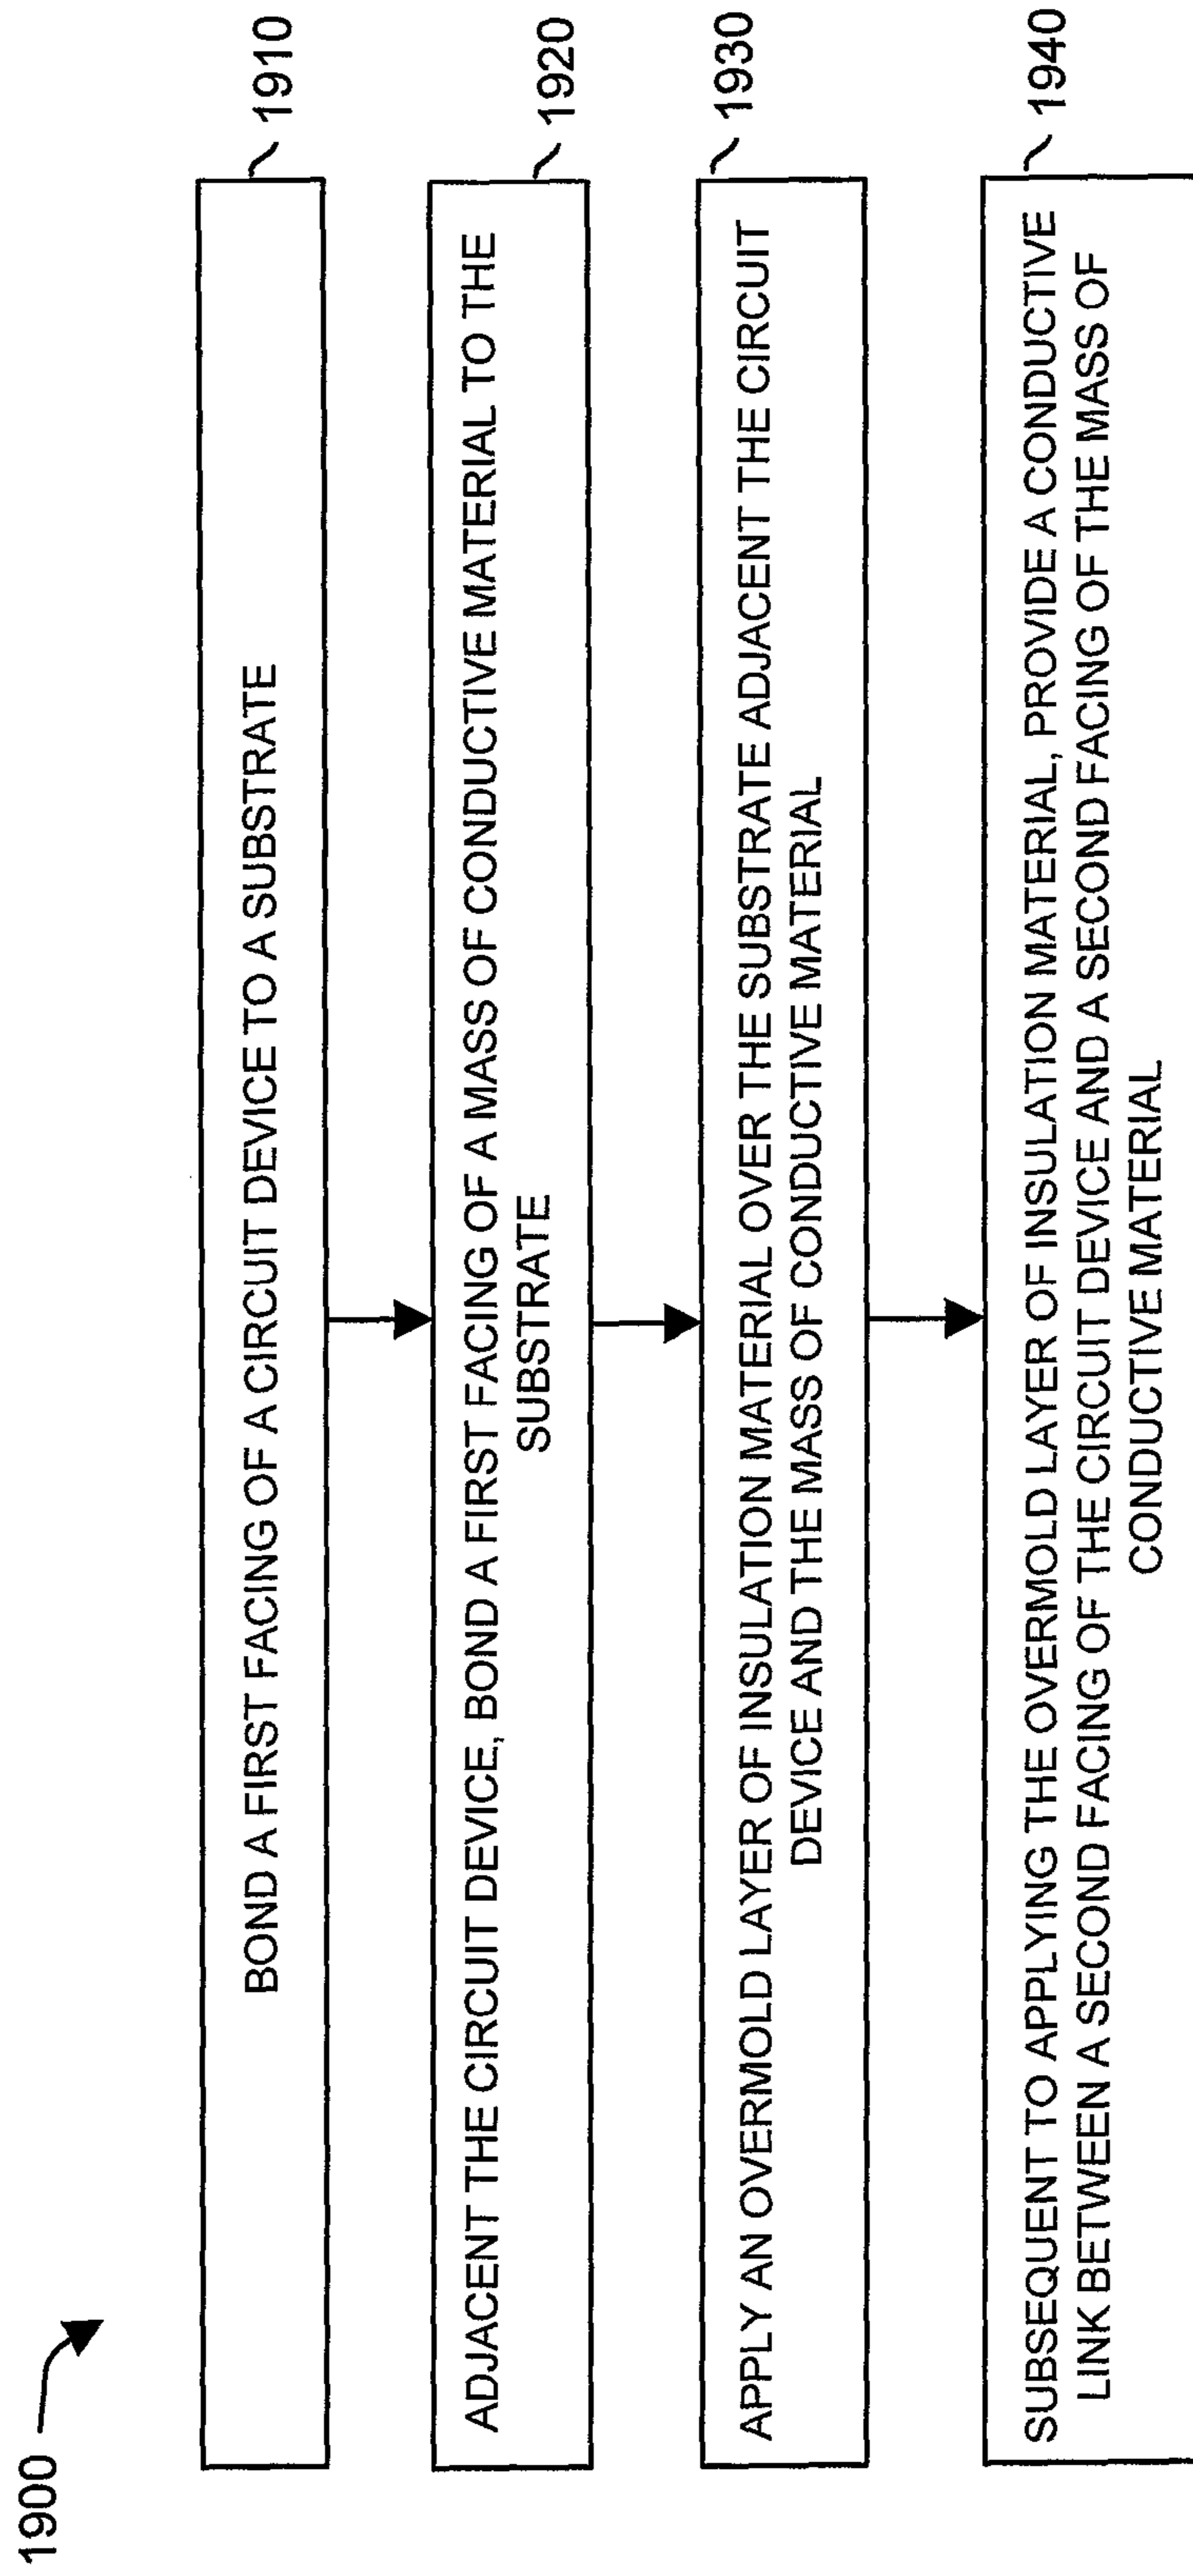 1900
BOND A FIRST FACING OF A CIRCUIT DEVICE TO A SUBSTRATE
1910
ADJACENT THE CIRCUIT DEVICE, BOND A FIRST FACING OF A MASS OF CONDUCTIVE MATERIAL TO THE
SUBSTRATE
1920
APPLY AN OVERMOLD LAYER OF INSULATION MATERIAL OVER THE SUBSTRATE ADJACENT THE CIRCUIT
DEVICE AND THE MASS OF CONDUCTIVE MATERIAL
1930
SUBSEQUENT TO APPLYING THE OVERMOLD LAYER OF INSULATION MATERIAL, PROVIDE A CONDUCTIVE
LINK BETWEEN A SECOND FACING OF THE CIRCUIT DEVICE AND A SECOND FACING OF THE MASS OF
CONDUCTIVE MATERIAL
1940